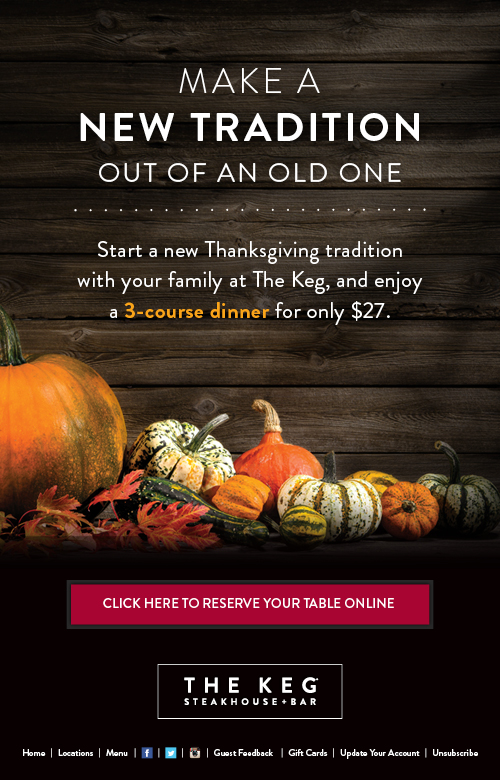 MAKE A
NEW TRADITION
OUT OF AN OLD ONE
Start a new Thanksgiving tradition
with your family at The Keg, and enjoy
a 3-course dinner for only $27.
CLICK HERE TO RESERVE YOUR TABLE ONLINE
THE KEG
STEAKHOUSE + BAR
Home | Locations | Menu | f | | | Guest Feedback | Gift Cards | Update Your Account | Unsubscribe